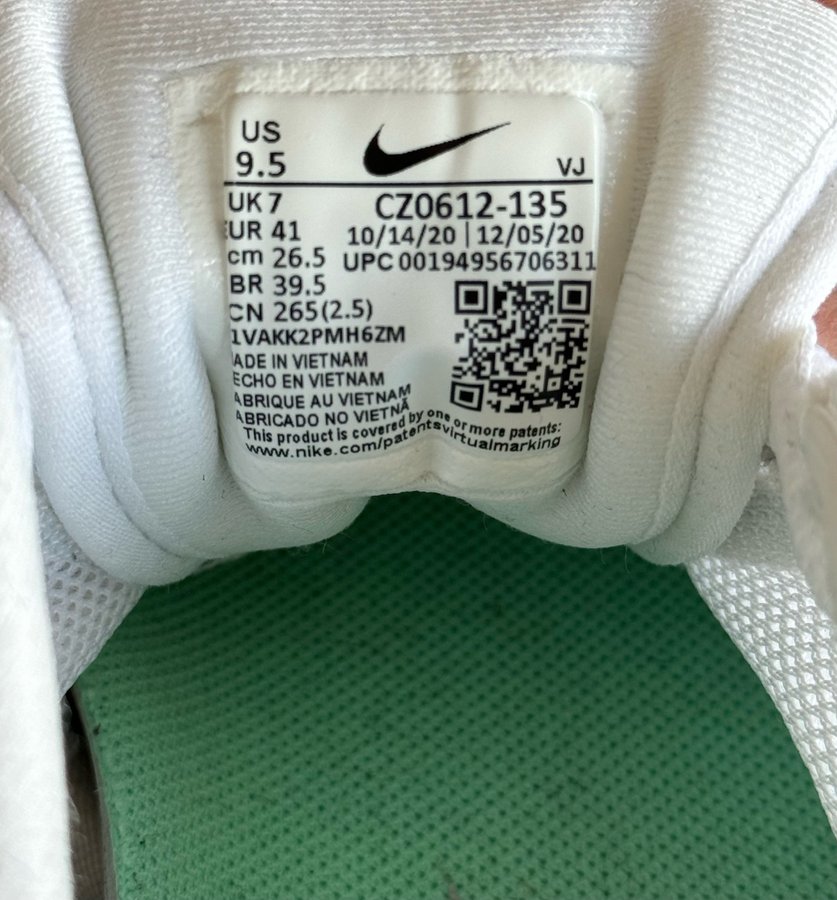 US
9.5
VJ
UK 7
CZ0612-135
EUR 41
10/14/20 | 12/05/20
cm 26.5
UPC 00194956706311
BR 39.5
CN 265(2.5)
1VAKK2PMH6ZM
ADE IN VIETNAM
ECHO EN VIETNAM
ABRIQUE AU VIETNAM
ABRICADO NO VIETNÃ
This product is covered by one or more patents:
www.nike.com/patentsvirtualmarking